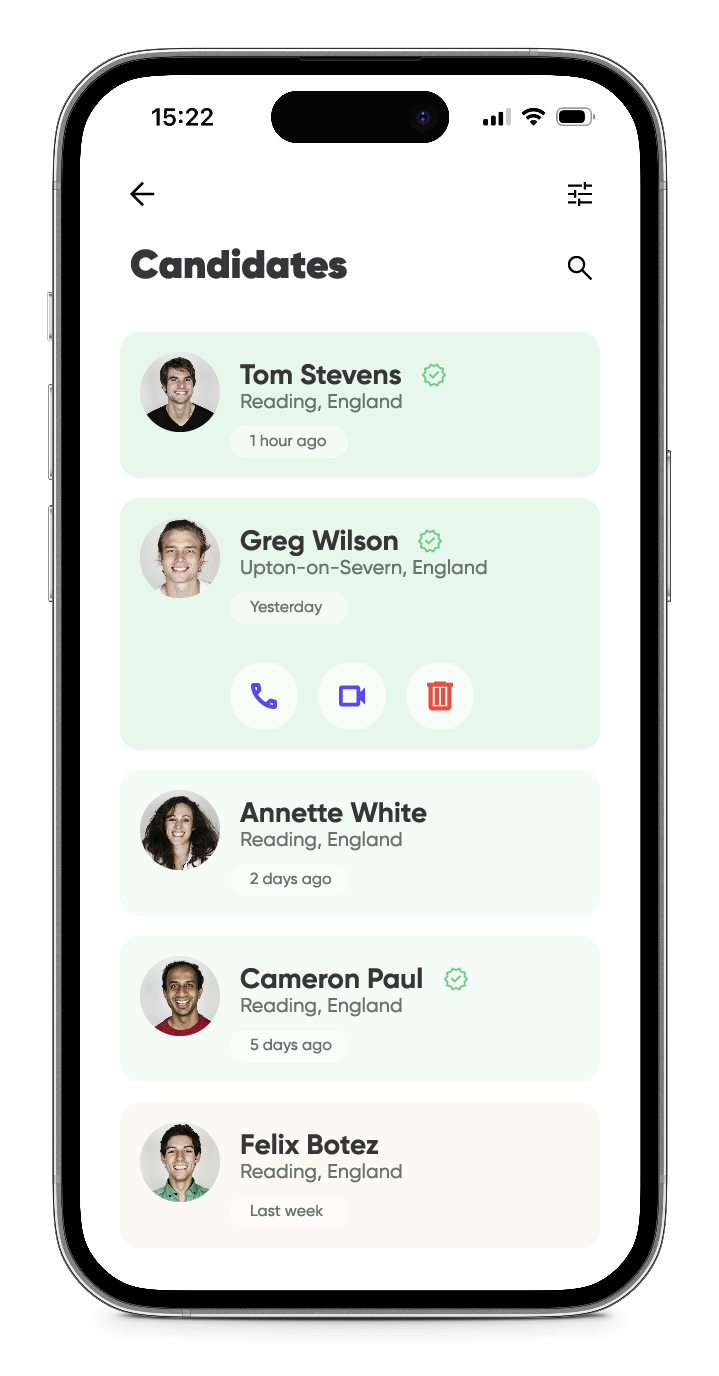 15:22
Candidates
Tom Stevens
Reading, England
1 hour ago
Greg Wilson
Upton-on-Severn, England
Yesterday
Annette White
Reading, England
2 days ago
Cameron Paul
Reading, England
5 days ago
Felix Botez
Reading, England
Last week